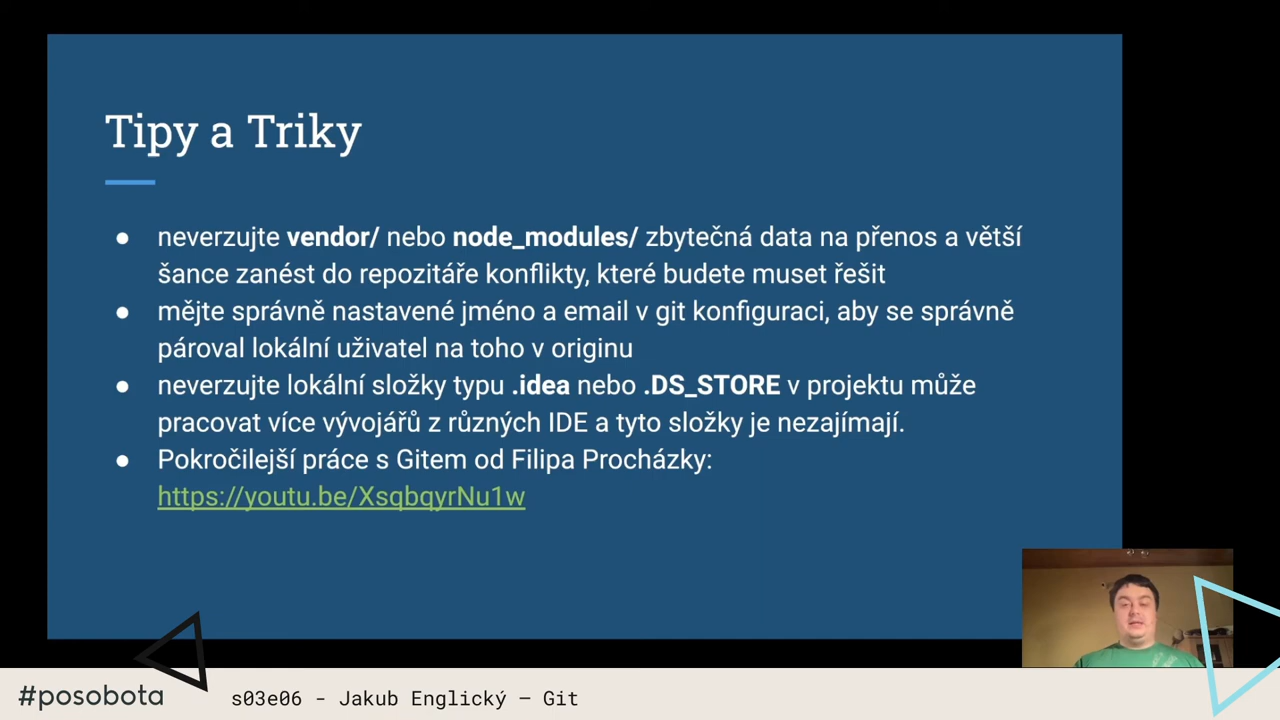 Tipy a Triky
● neverzujte vendor/ nebo node_modules/ zbytečná data na přenos a větší
šance zanést do repozitáře konflikty, které budete muset řešit
● mějte správně nastavené jméno a email v git konfiguraci, aby se správně
pároval lokální uživatel na toho v originu
● neverzujte lokální složky typu .idea nebo .DS_STORE v projektu může
pracovat více vývojářů z různých IDE a tyto složky je nezajímají.
● Pokročilejší práce s Gitem od Filipa Procházky:
https://youtu.be/XsqbqyrNu1w
#posobota
s03e06 - Jakub Englický – Git